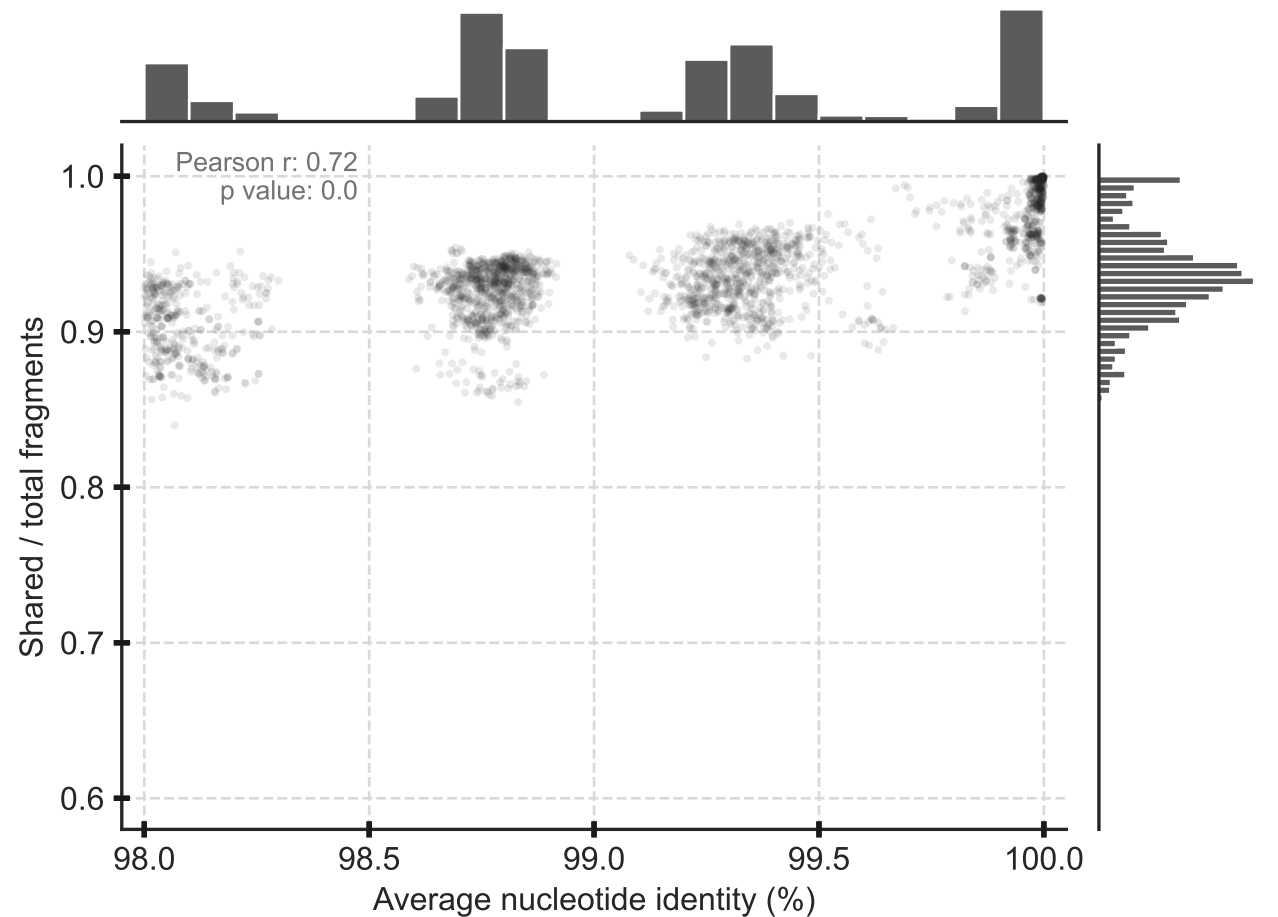 Pearson r: 0.72
p value: 0.0
1.0
0.9
0.8
0.7
0.6
Shared / total fragments
98.0 98.5 99.0 99.5 100.0
Average nucleotide identity (%)